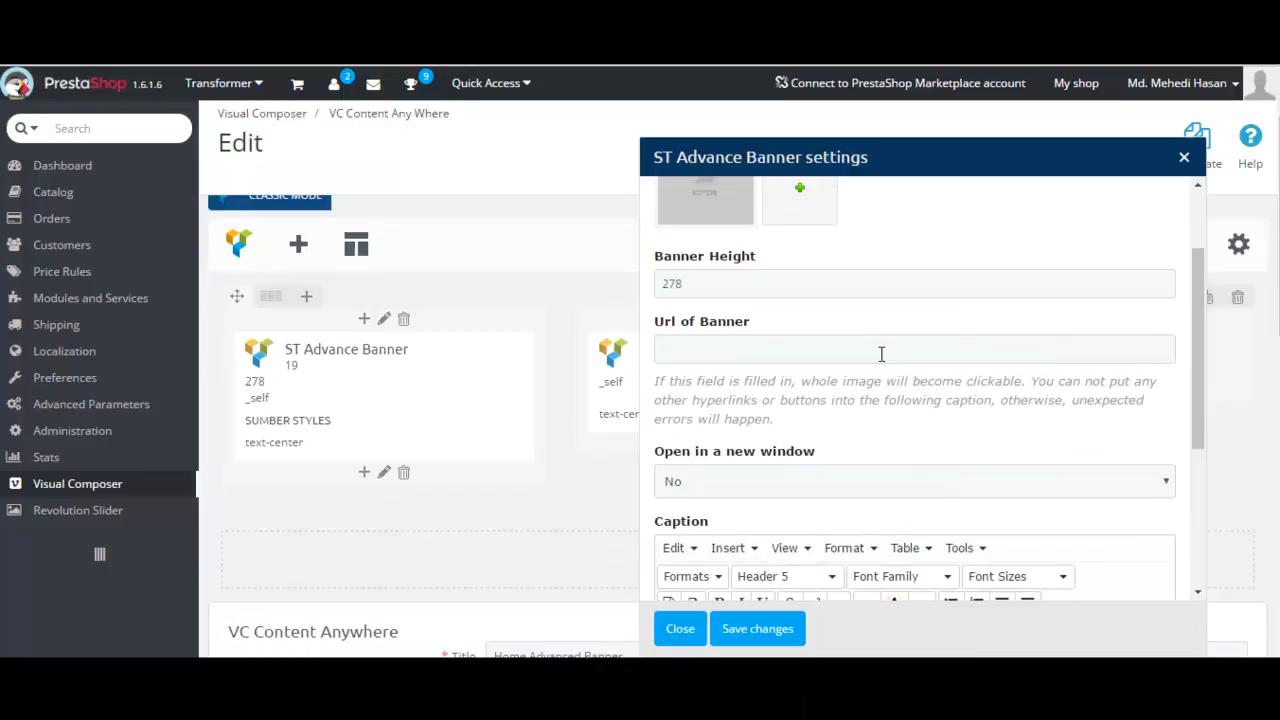 PrestaShop 1.6.1.6 Transformer 2 9 Quick Access Connect to PrestaShop Marketplace account My shop Md. Mehedi Hasan
Search
Dashboard
Catalog
Orders
Customers
Price Rules
Modules and Services
Shipping
Localization
Preferences
Advanced Parameters
Administration
Stats
Visual Composer
Revolution Slider
Visual Composer / VC Content Any Where
Edit
Help
CLASSIC MODE
ST Advance Banner
19
278
_self
SUMBER STYLES
text-center
_self
VC Content Anywhere
* Title
Home Advanced Banner
ST Advance Banner settings
Banner Height
278
Url of Banner
If this field is filled in, whole image will become clickable. You can not put any
other hyperlinks or buttons into the following caption, otherwise, unexpected
errors will happen.
Open in a new window
No
Caption
Edit Insert View Format Table Tools
Formats Header 5 Font Family Font Sizes
Close Save changes